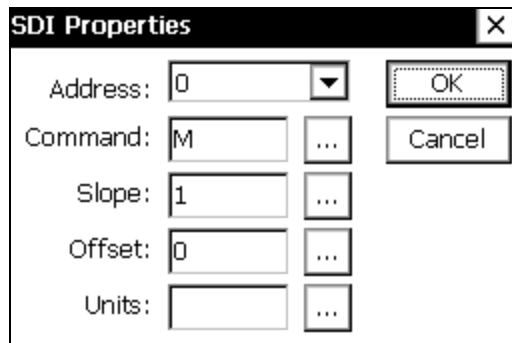 SDI Properties
Address: 0 OK
Command: M ... Cancel
Slope: 1 ...
Offset: 0 ...
Units: ...